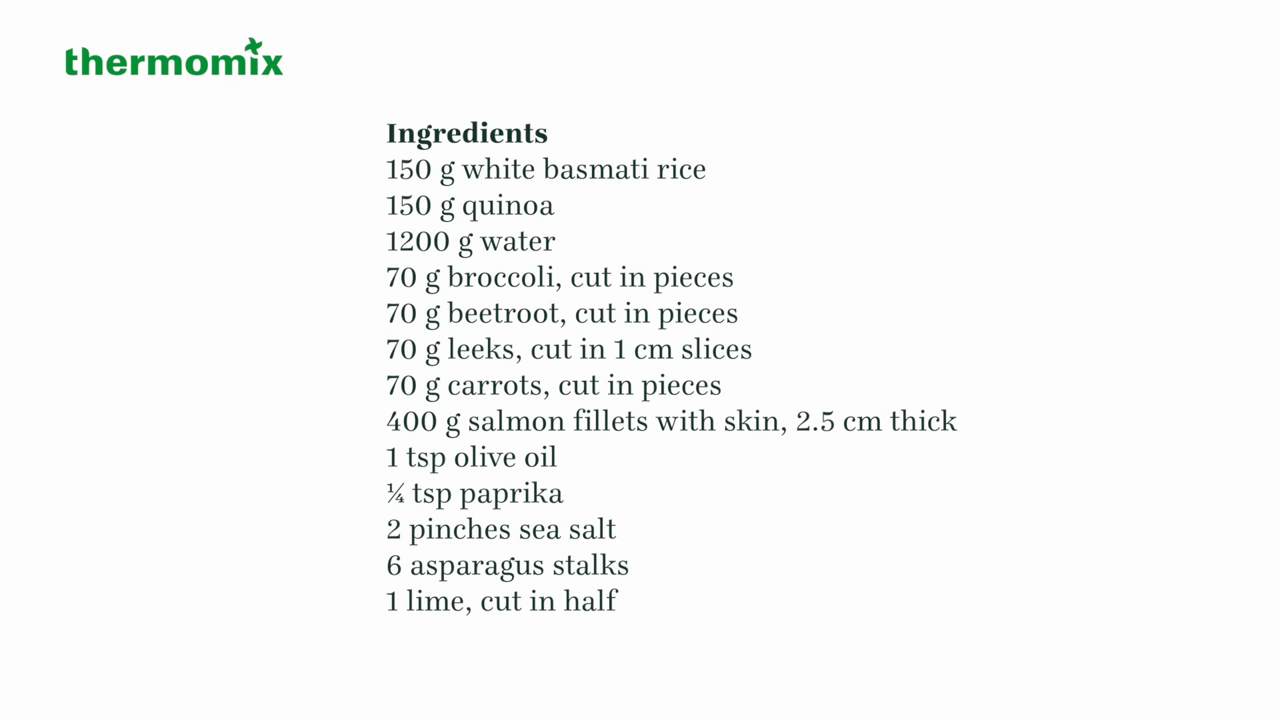 thermomix
Ingredients
150 g white basmati rice
150 g quinoa
1200 g water
70 g broccoli, cut in pieces
70 g beetroot, cut in pieces
70 g leeks, cut in 1 cm slices
70 g carrots, cut in pieces
400 g salmon fillets with skin, 2.5 cm thick
1 tsp olive oil
¼ tsp paprika
2 pinches sea salt
6 asparagus stalks
1 lime, cut in half